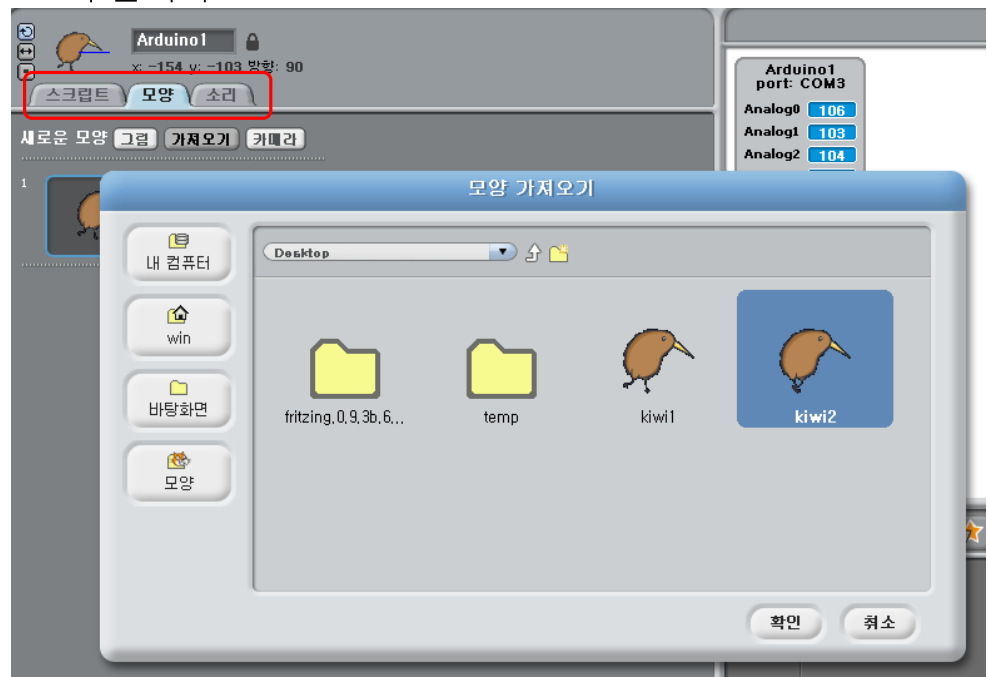 Arduino1
x: -154 y: -103 방향: 90
스크립트 모양 소리
새로운 모양 그림 가져오기 카메라
1
Arduino1
port: COM3
Analog0 106
Analog1 103
Analog2 104
모양 가져오기
내 컴퓨터
win
바탕화면
모양
Desktop
fritzing,0,9,3b,6,...
temp
kiwi1
kiwi2
확인 취소